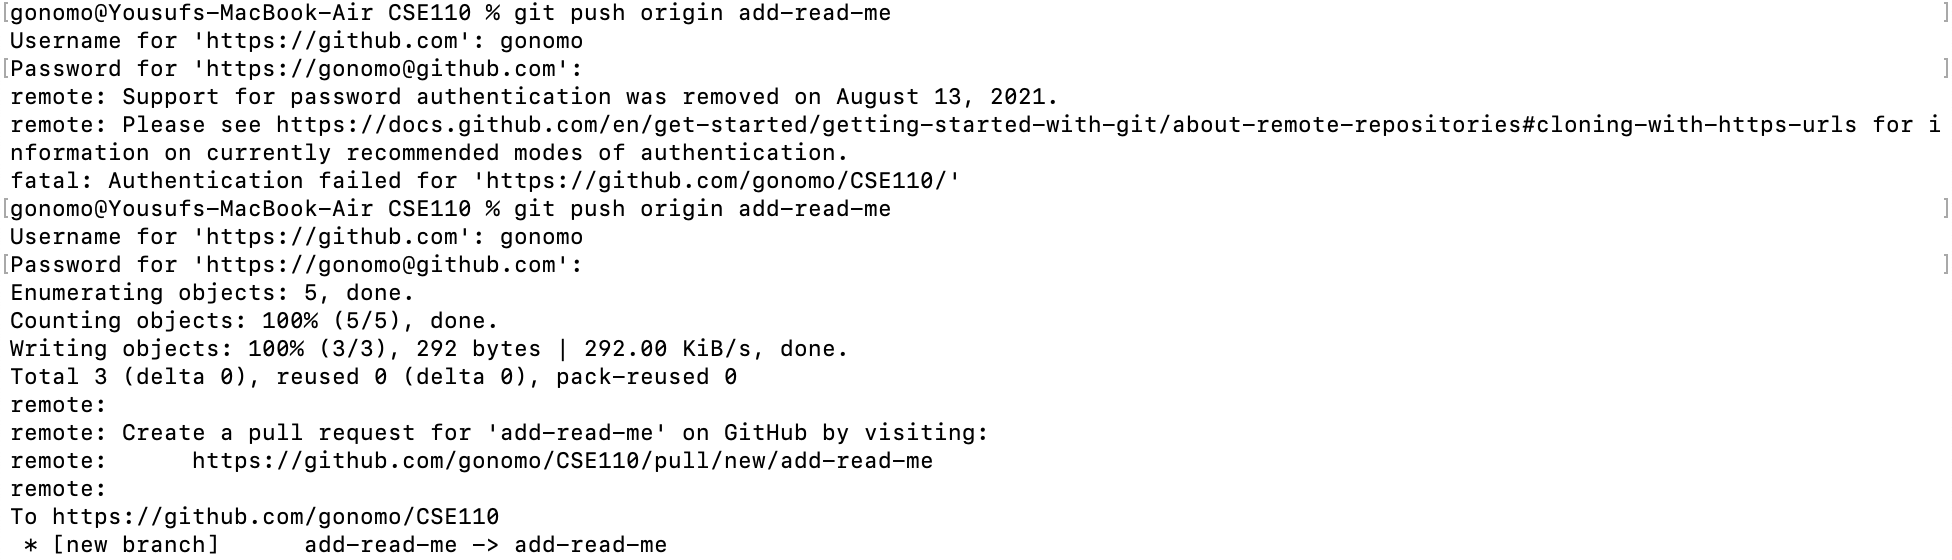 [gonomo@Yousufs-MacBook-Air CSE110 % git push origin add-read-me ]
Username for 'https://github.com': gonomo
[Password for 'https://gonomo@github.com': ]
remote: Support for password authentication was removed on August 13, 2021.
remote: Please see https://docs.github.com/en/get-started/getting-started-with-git/about-remote-repositories#cloning-with-https-urls for i
nformation on currently recommended modes of authentication.
fatal: Authentication failed for 'https://github.com/gonomo/CSE110/'
[gonomo@Yousufs-MacBook-Air CSE110 % git push origin add-read-me ]
Username for 'https://github.com': gonomo
[Password for 'https://gonomo@github.com': ]
Enumerating objects: 5, done.
Counting objects: 100% (5/5), done.
Writing objects: 100% (3/3), 292 bytes | 292.00 KiB/s, done.
Total 3 (delta 0), reused 0 (delta 0), pack-reused 0
remote:
remote: Create a pull request for 'add-read-me' on GitHub by visiting:
remote:      https://github.com/gonomo/CSE110/pull/new/add-read-me
remote:
To https://github.com/gonomo/CSE110
 * [new branch]      add-read-me -> add-read-me